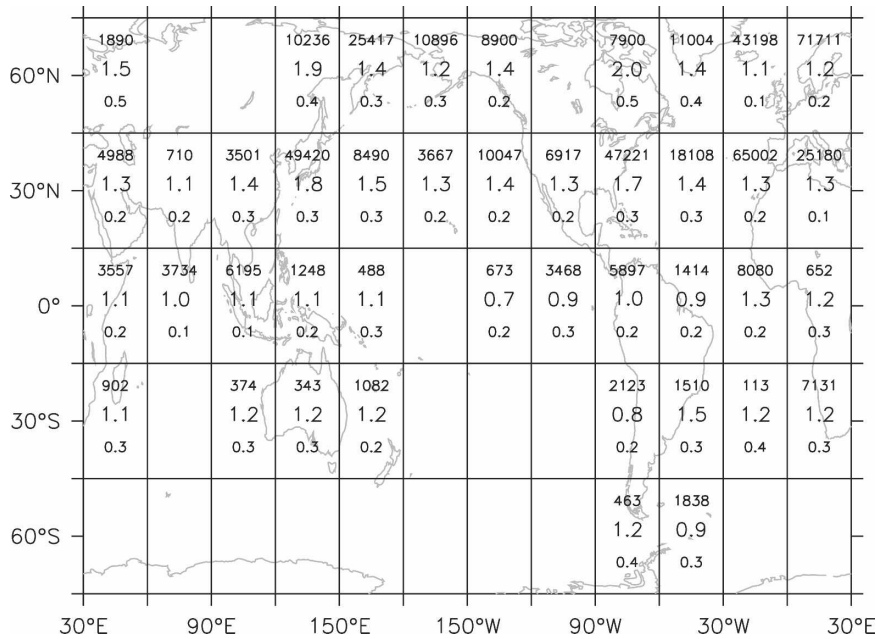 1890 10236 25417 10896 8900 7900 11004 43198 71711
60°N 1.5 1.9 1.4 1.2 1.4 2.0 1.4 1.1 1.2
0.5 0.4 0.3 0.3 0.2 0.5 0.4 0.1 0.2
4988 710 3501 49420 8490 3667 10047 6917 47221 18108 65002 25180
30°N 1.3 1.1 1.4 1.8 1.5 1.3 1.4 1.3 1.7 1.4 1.3 1.3
0.2 0.2 0.3 0.3 0.3 0.2 0.2 0.2 0.3 0.3 0.2 0.1
3557 3734 6195 1248 488 673 3468 5897 1414 8080 652
0° 1.1 1.0 1.1 1.1 1.1 0.7 0.9 1.0 0.9 1.3 1.2
0.2 0.1 0.1 0.2 0.3 0.2 0.3 0.2 0.2 0.2 0.3
902 374 343 1082 2123 1510 113 7131
30°S 1.1 1.2 1.2 1.2 0.8 1.5 1.2 1.2
0.3 0.3 0.3 0.2 0.2 0.3 0.4 0.3
463 1838
60°S 1.2 0.9
0.4 0.3
30°E 90°E 150°E 150°W 90°W 30°W 30°E